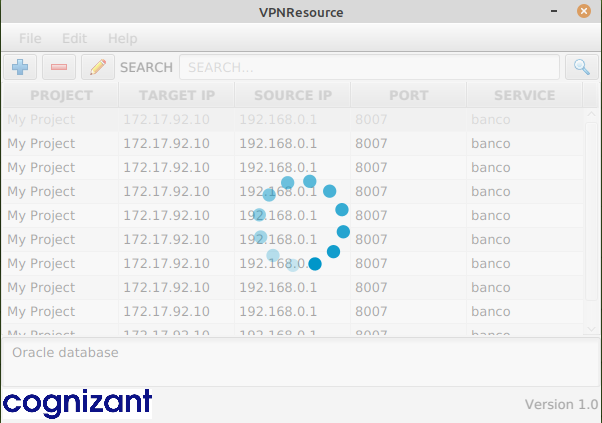 VPNResource
File Edit Help
SEARCH SEARCH...
PROJECT TARGET IP SOURCE IP PORT SERVICE
My Project 172.17.92.10 192.168.0.1 8007 banco
My Project 172.17.92.10 192.168.0.1 8007 banco
My Project 172.17.92.10 192.168.0.1 8007 banco
My Project 172.17.92.10 192.168.0.1 8007 banco
My Project 172.17.92.10 192.168.0.1 8007 banco
My Project 172.17.92.10 192.168.0.1 8007 banco
My Project 172.17.92.10 192.168.0.1 8007 banco
My Project 172.17.92.10 192.168.0.1 8007 banco
My Project 172.17.92.10 192.168.0.1 8007 banco
My Project 172.17.92.10 192.168.0.1 8007 banco
Oracle database
cognizant Version 1.0